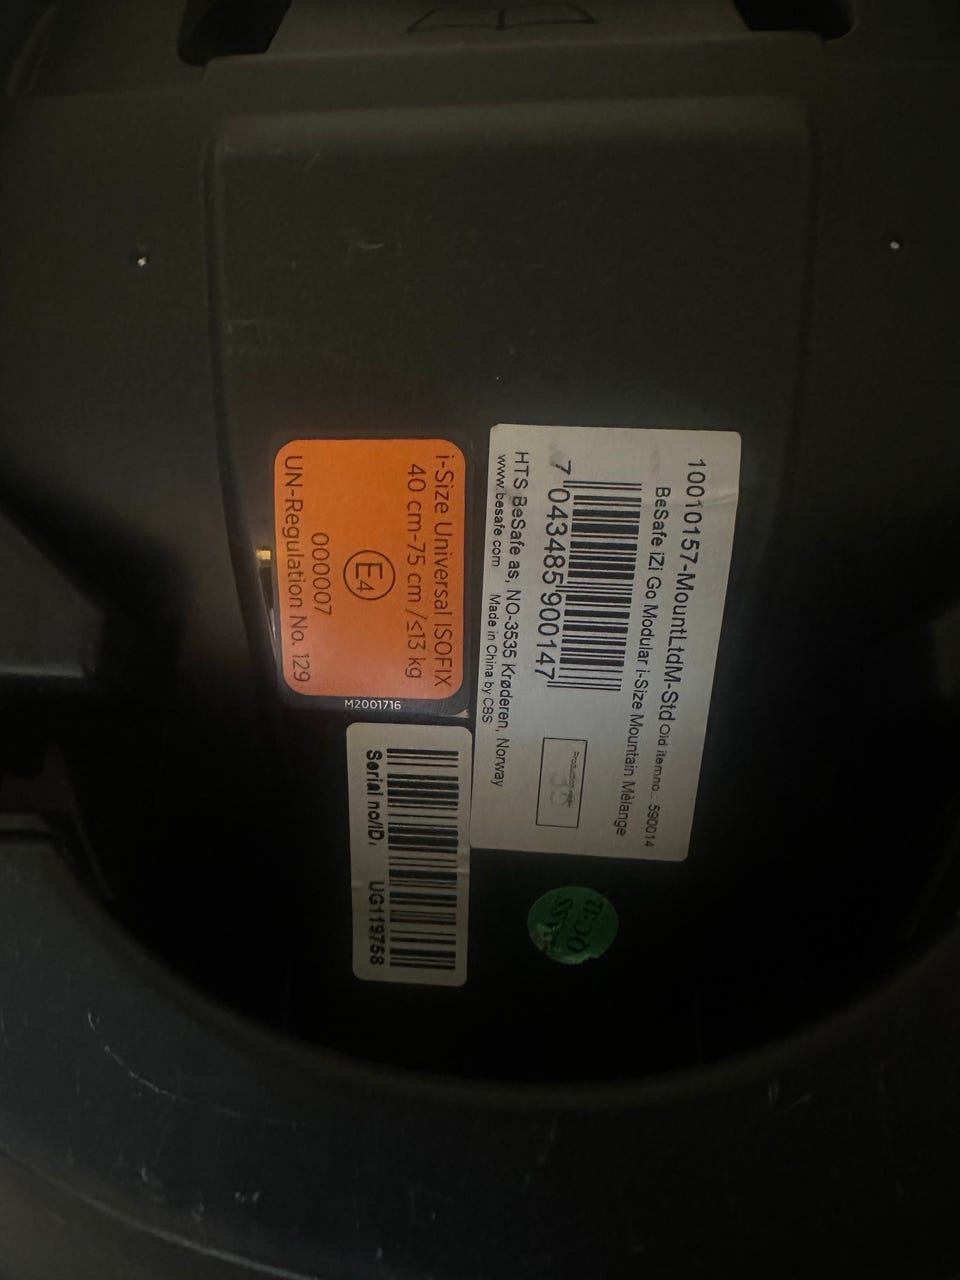 10010157-MountLtdM-Std Old itemno.: 590014
BeSafe iZi Go Modular i-Size Mountain Mèlange
7 043485 900147
HTS BeSafe as, NO-3535 Krøderen, Norway
www.besafe.com Made in China by CBS
Production
i-Size Universal ISOFIX
40 cm-75 cm /≤13 kg
E4
000007
UN-Regulation No. 129
M2001716
Serial no/ID: UG119758